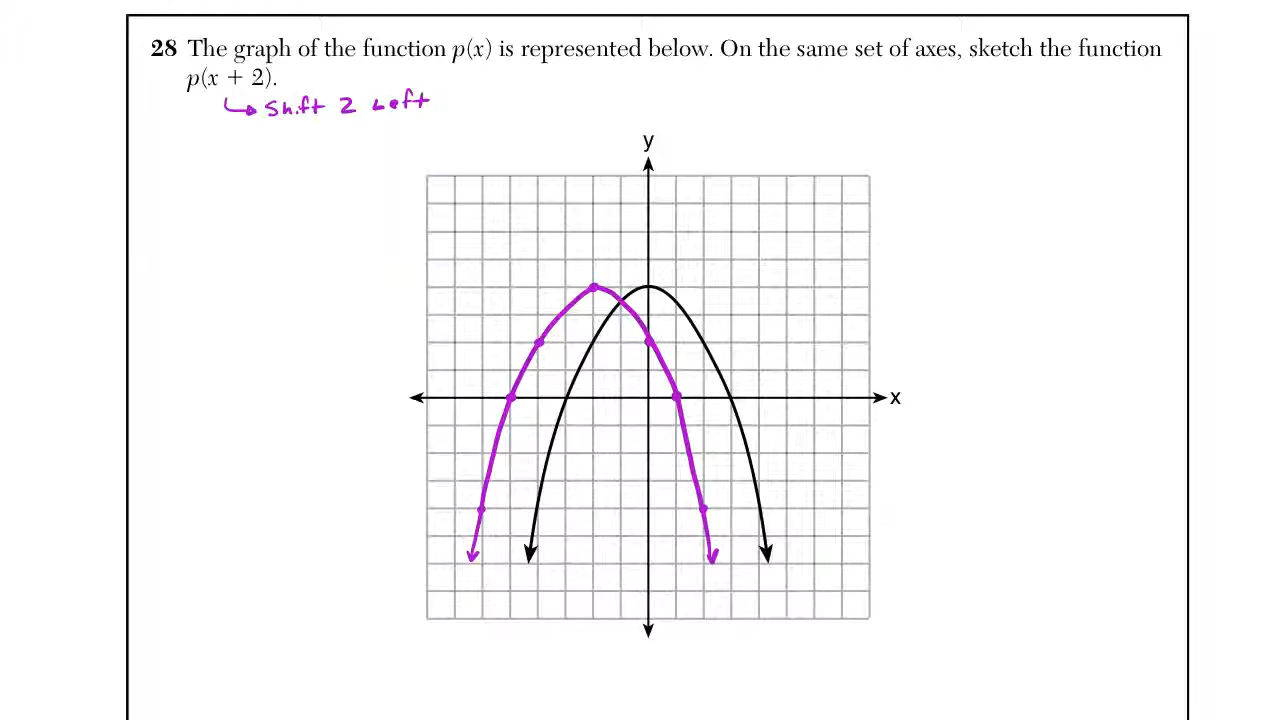 28 The graph of the function p(x) is represented below. On the same set of axes, sketch the function
p(x + 2).
Shift 2 Left
y
x